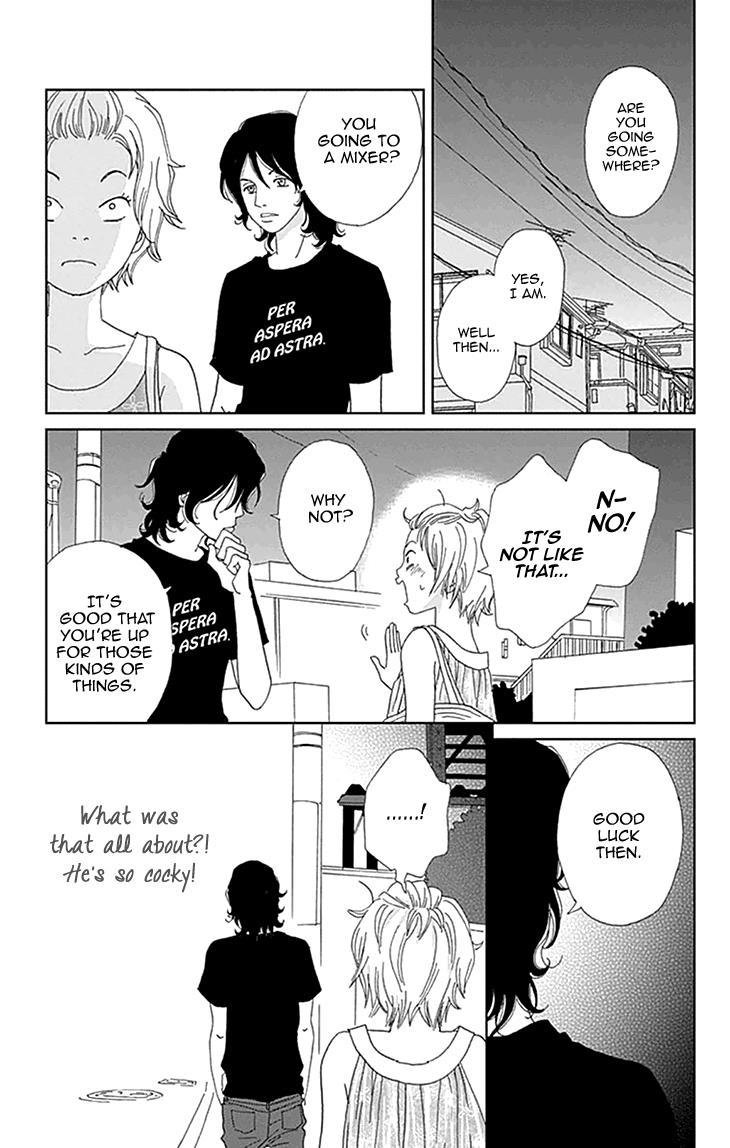 ARE
YOU
GOING
SOME-
WHERE?
YES,
I AM.
WELL
THEN...
YOU
GOING TO
A MIXER?
PER
ASPERA
AD ASTRA.
N-
NO!
IT'S
NOT LIKE
THAT...
WHY
NOT?
IT'S
GOOD THAT
YOU'RE UP
FOR THOSE
KINDS OF
THINGS.
PER
SPERA
D ASTRA.
GOOD
LUCK
THEN.
......!
What was
that all about?!
He's so cocky!